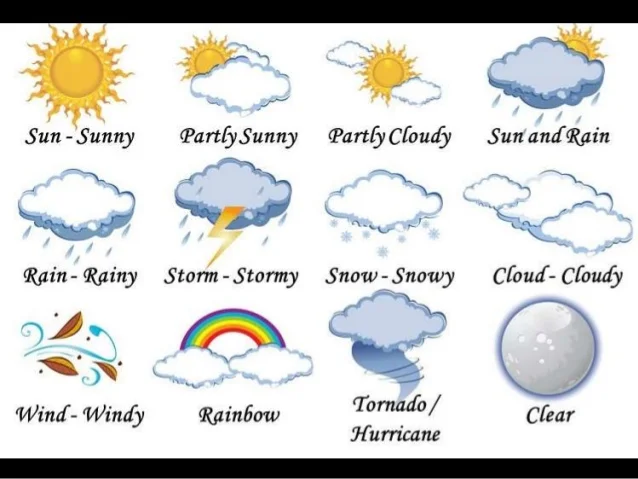 Sun - Sunny
Partly Sunny
Partly Cloudy
Sun and Rain
Rain - Rainy
Storm - Stormy
Snow - Snowy
Cloud - Cloudy
Wind - Windy
Rainbow
Tornado /
Hurricane
Clear